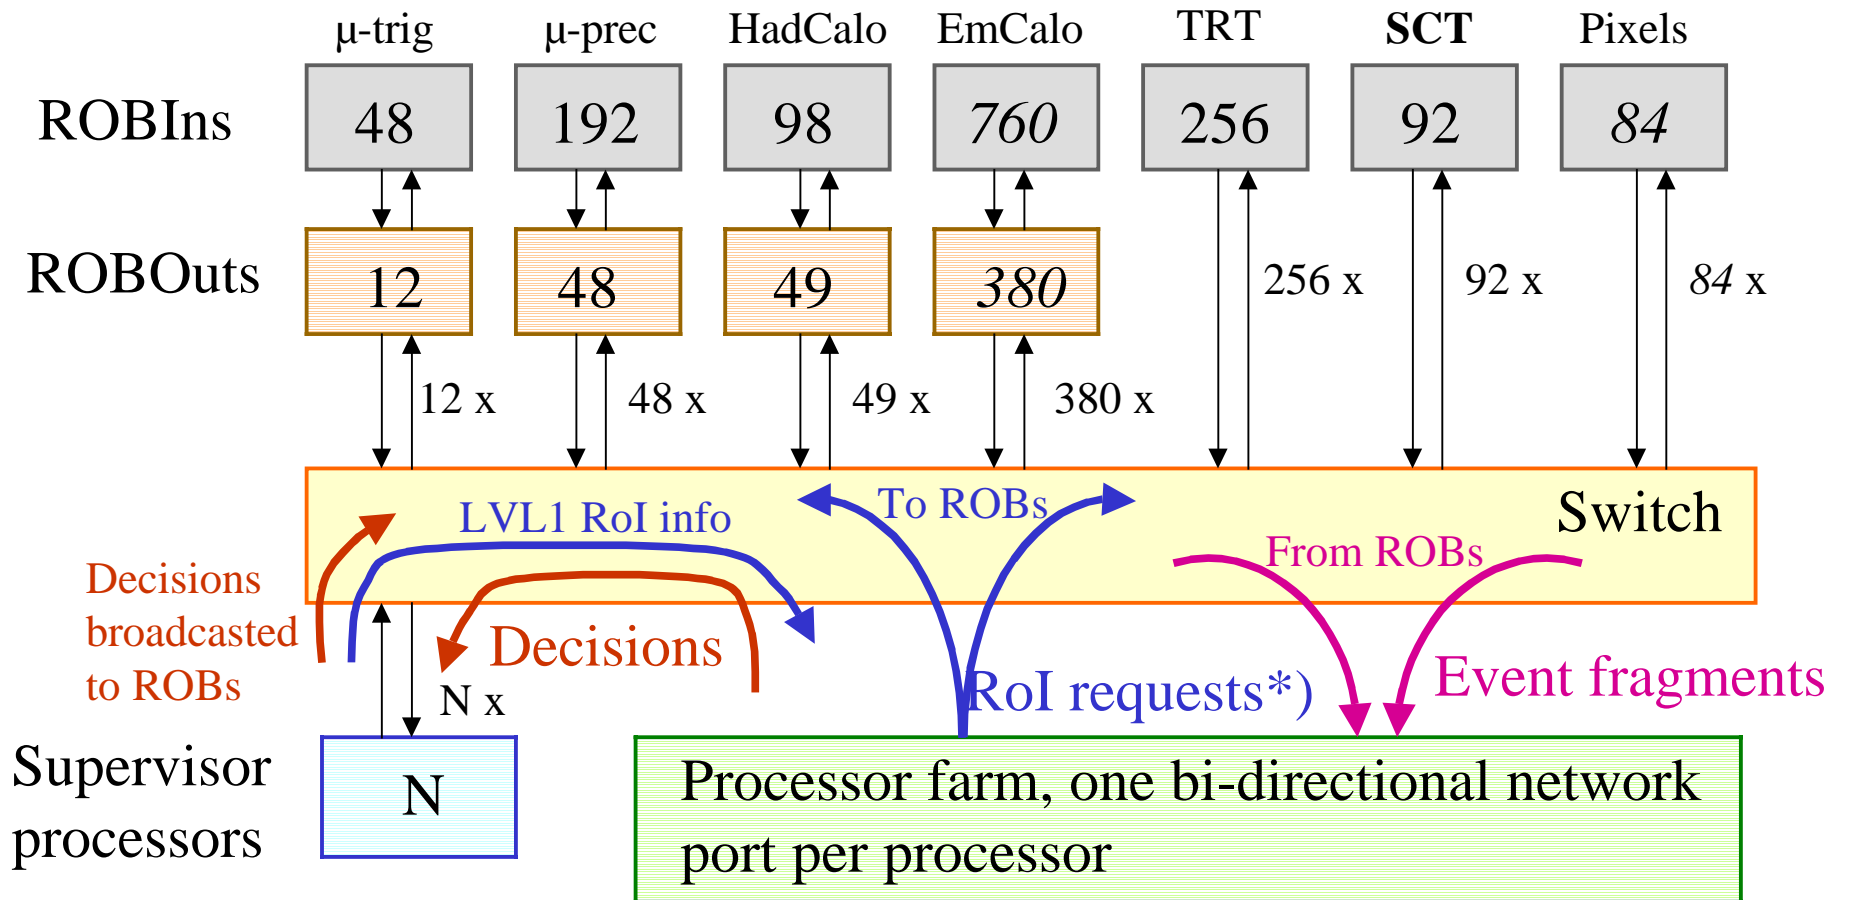 μ-trig μ-prec HadCalo EmCalo TRT SCT Pixels
ROBIns 48 192 98 760 256 92 84
ROBOuts 12 48 49 380 256 x 92 x 84 x
12 x 48 x 49 x 380 x
To ROBs
LVL1 RoI info
Switch
From ROBs
Decisions
broadcasted
to ROBs
Decisions
N x
RoI requests*)
Event fragments
Supervisor
processors
N
Processor farm, one bi-directional network
port per processor